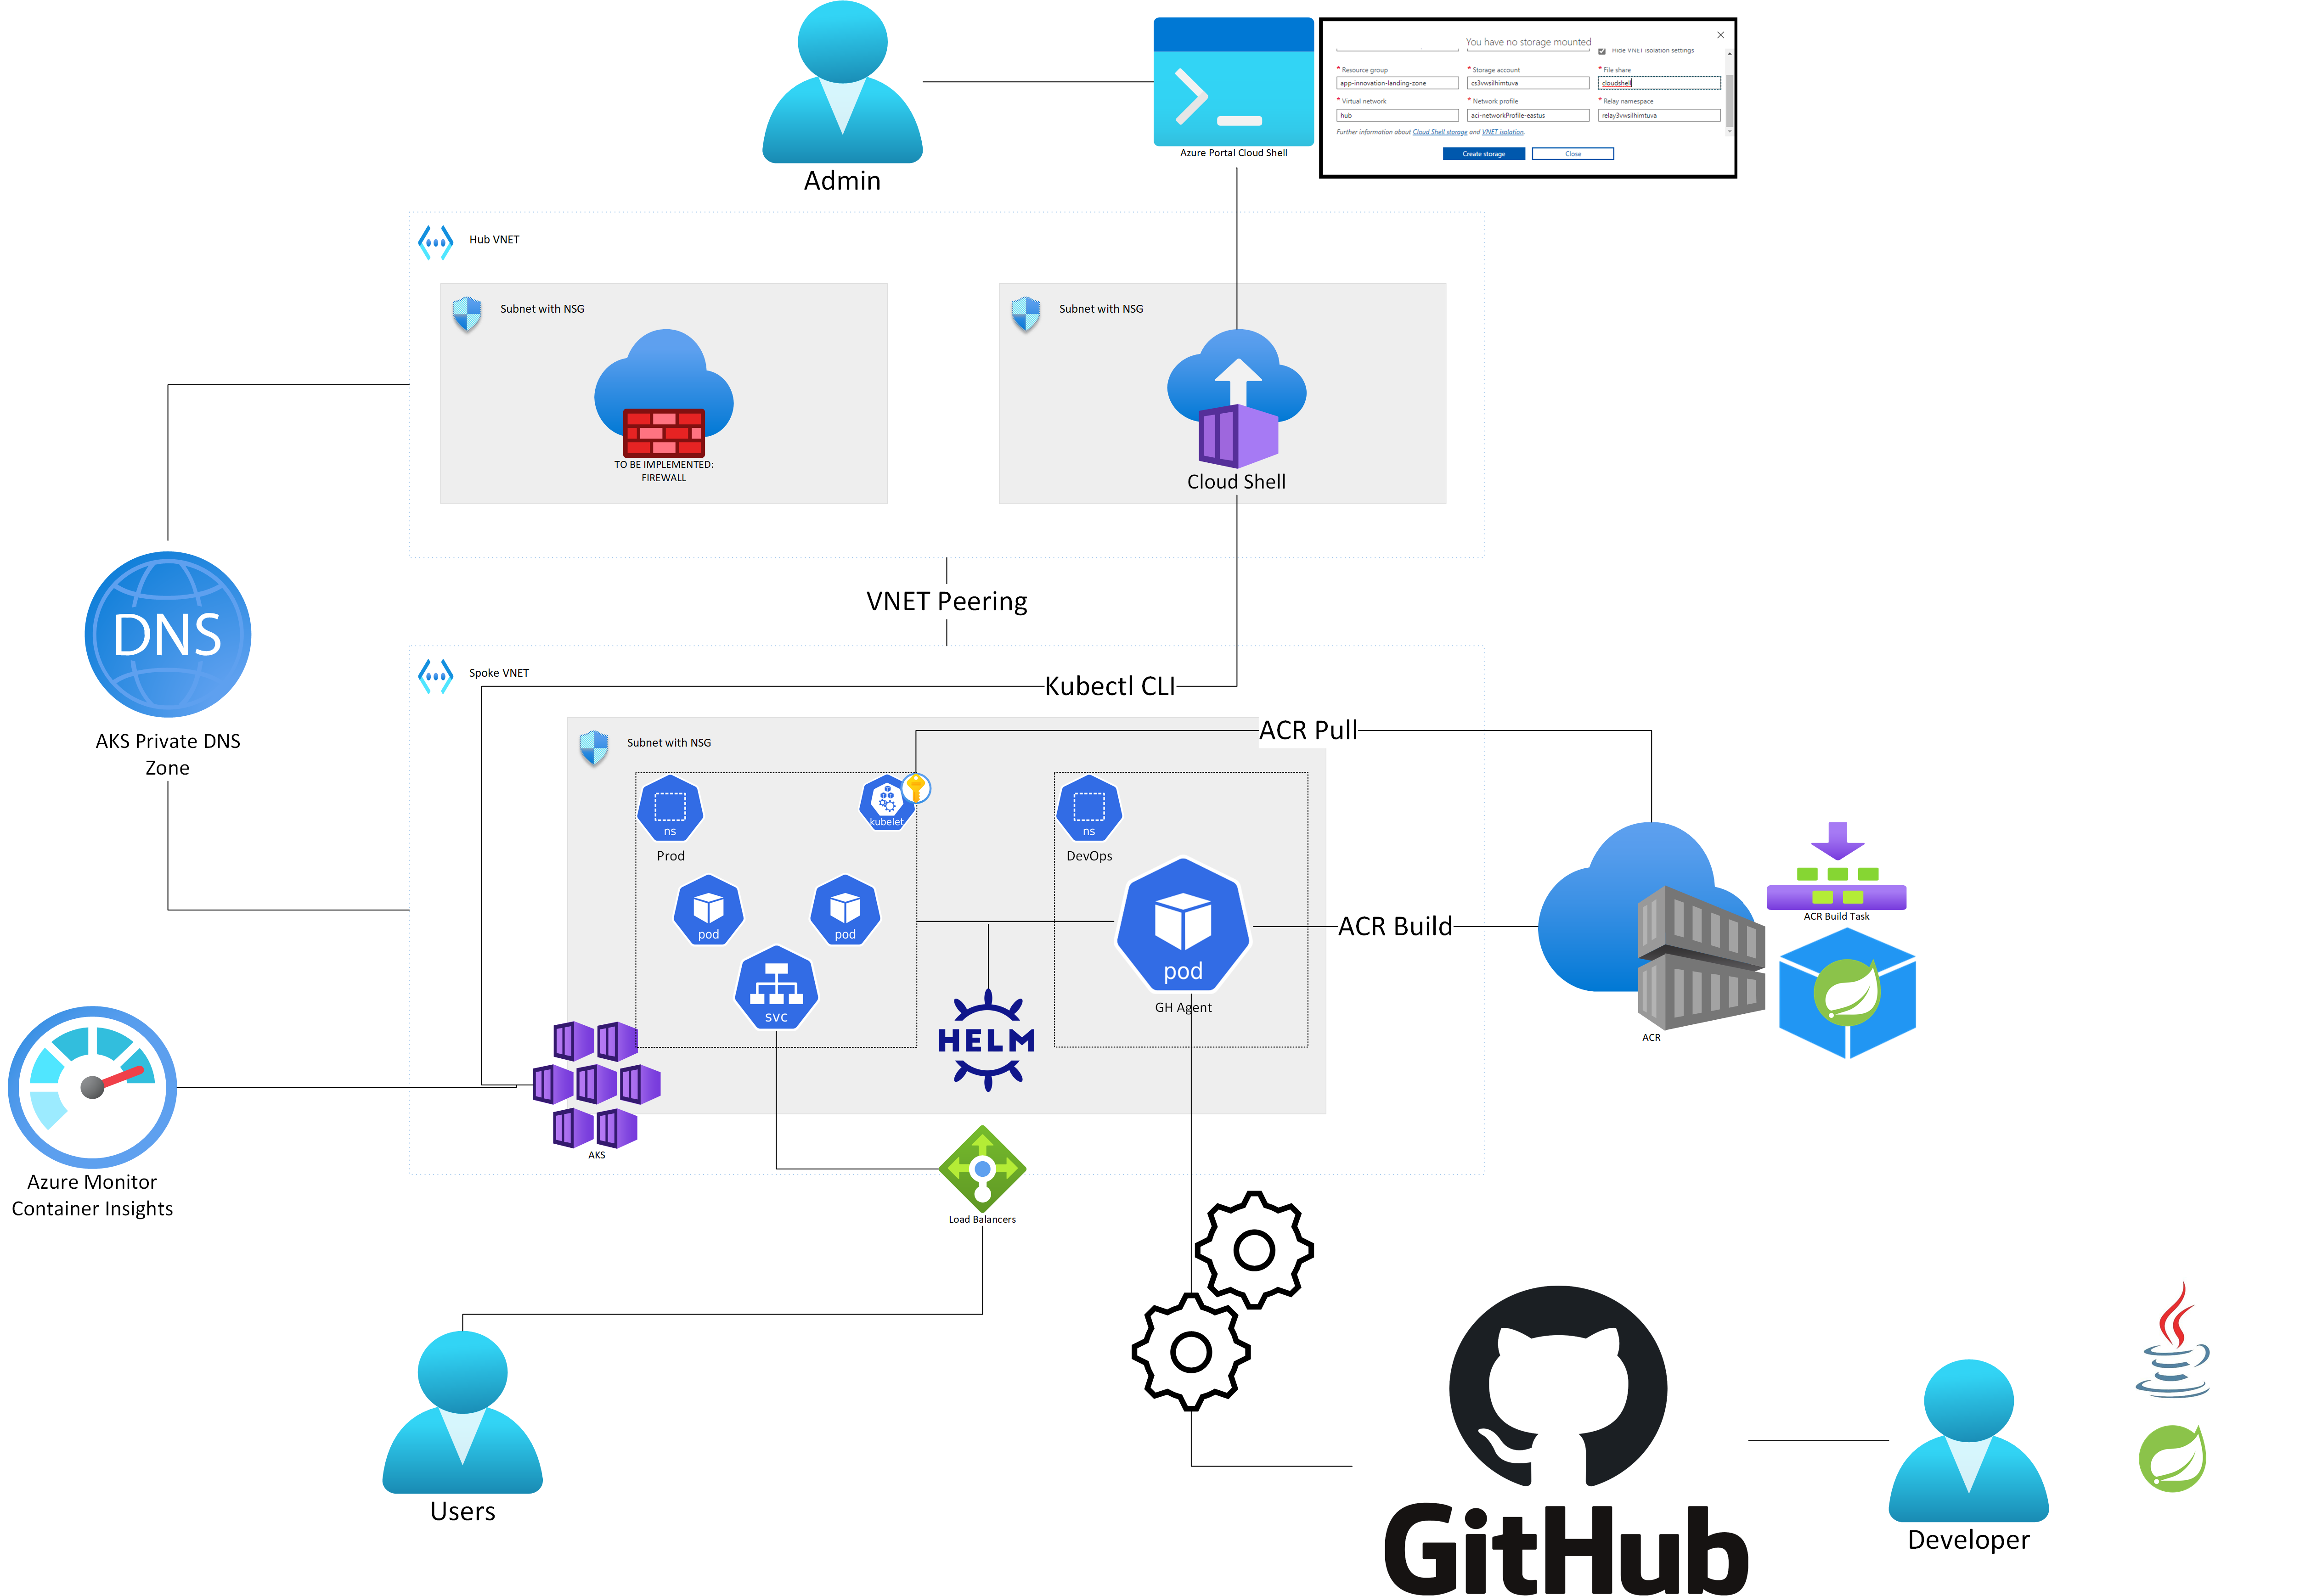 Admin
Azure Portal Cloud Shell
You have no storage mounted
Hide VNET isolation settings
* Resource group
* Storage account
* File share
app-innovation-landing-zone
cs3vwsilhimtuva
cloudshell
* Virtual network
* Network profile
* Relay namespace
hub
aci-networkProfile-eastus
relay3vwsilhimtuva
Further information about Cloud Shell storage and VNET isolation.
Create storage
Close
Hub VNET
Subnet with NSG
Subnet with NSG
TO BE IMPLEMENTED:
FIREWALL
Cloud Shell
VNET Peering
DNS
AKS Private DNS
Zone
Spoke VNET
Kubectl CLI
ACR Pull
Subnet with NSG
ns
Prod
kubelet
ns
DevOps
pod
pod
svc
pod
GH Agent
HELM
ACR Build
ACR Build Task
ACR
AKS
Azure Monitor
Container Insights
Load Balancers
Users
GitHub
Developer